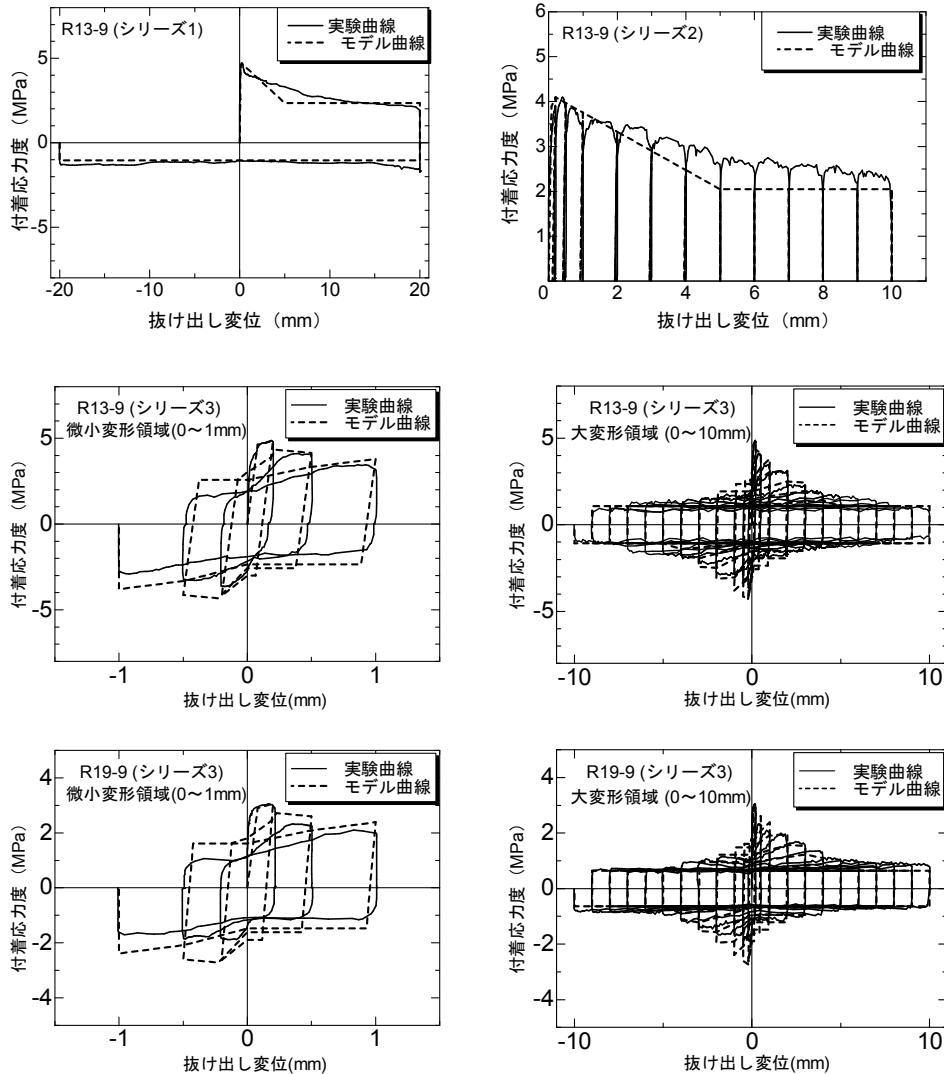 R13-9 (シリーズ1)
実験曲線
モデル曲線
付着応力度（MPa）
5
0
-5
-20
-10
0
10
20
抜け出し変位（mm）
R13-9 (シリーズ2)
実験曲線
モデル曲線
付着応力度（MPa）
6
5
4
3
2
1
0
2
4
6
8
10
抜け出し変位（mm）
R13-9 (シリーズ3)
微小変形領域(0～1mm)
実験曲線
モデル曲線
付着応力度（MPa）
5
0
-5
-1
0
1
抜け出し変位(mm)
R13-9 (シリーズ3)
大変形領域 (0～10mm)
実験曲線
モデル曲線
付着応力度（MPa）
5
0
-5
-10
0
10
抜け出し変位(mm)
R19-9 (シリーズ3)
微小変形領域(0～1mm)
実験曲線
モデル曲線
付着応力度（MPa）
4
2
0
-2
-4
-1
0
1
抜け出し変位(mm)
R19-9 (シリーズ3)
大変形領域 (0～10mm)
実験曲線
モデル曲線
付着応力度（MPa）
4
2
0
-2
-4
-10
0
10
抜け出し変位(mm)